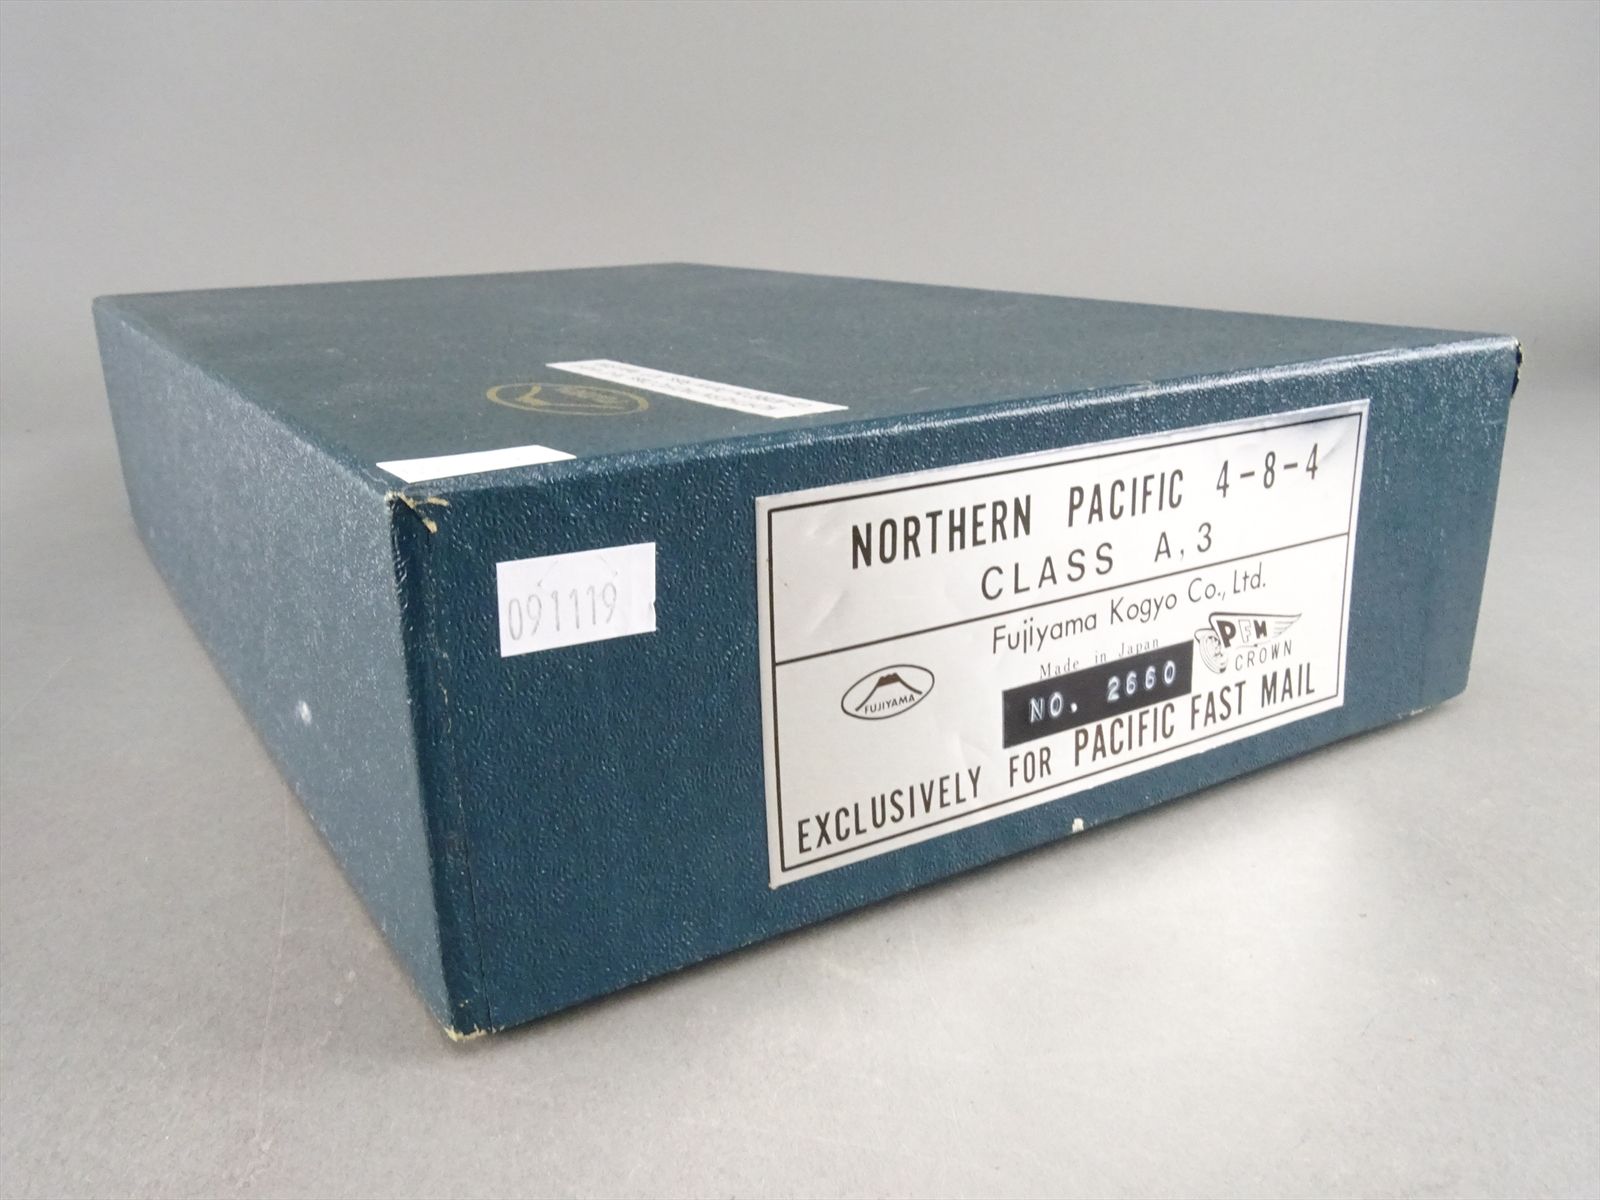 NORTHERN PACIFIC 4-8-4
CLASS A,3
Fujiyama Kogyo Co., Ltd.
Made in Japan
PFM
CROWN
FUJIYAMA
NO. 2660
EXCLUSIVELY FOR PACIFIC FAST MAIL
091119